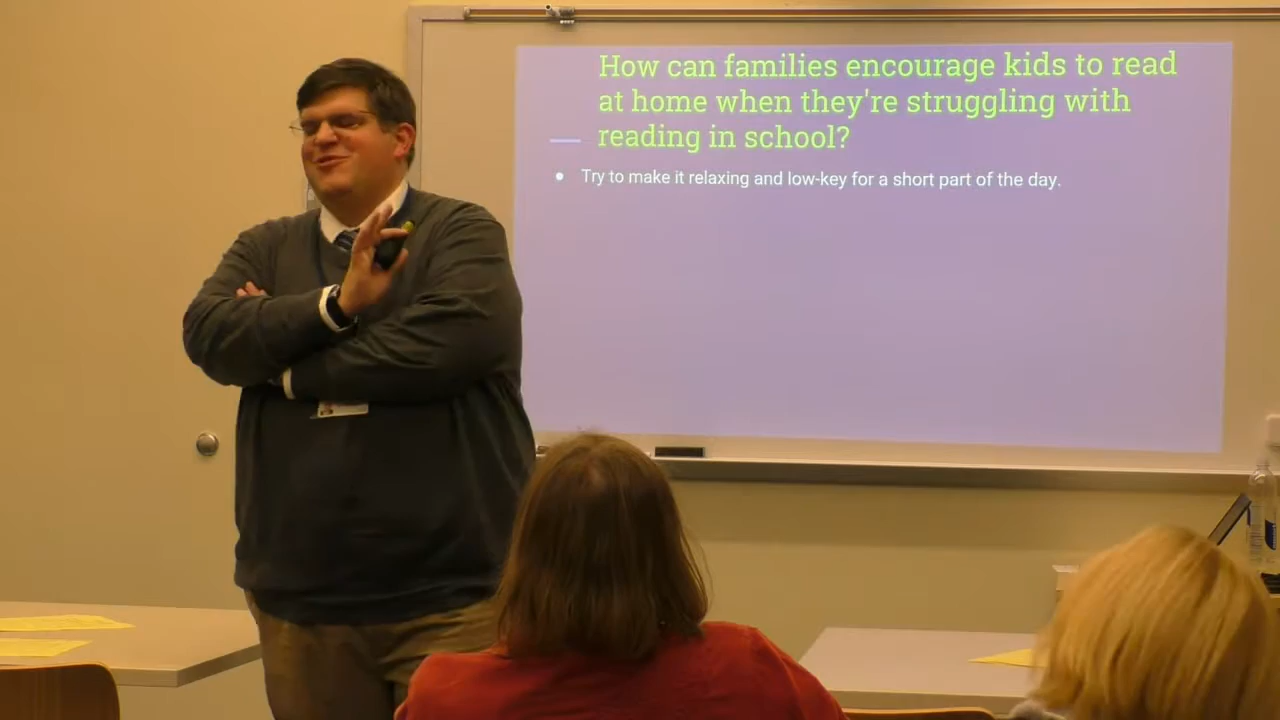 How can families encourage kids to read
at home when they're struggling with
reading in school?
• Try to make it relaxing and low-key for a short part of the day.